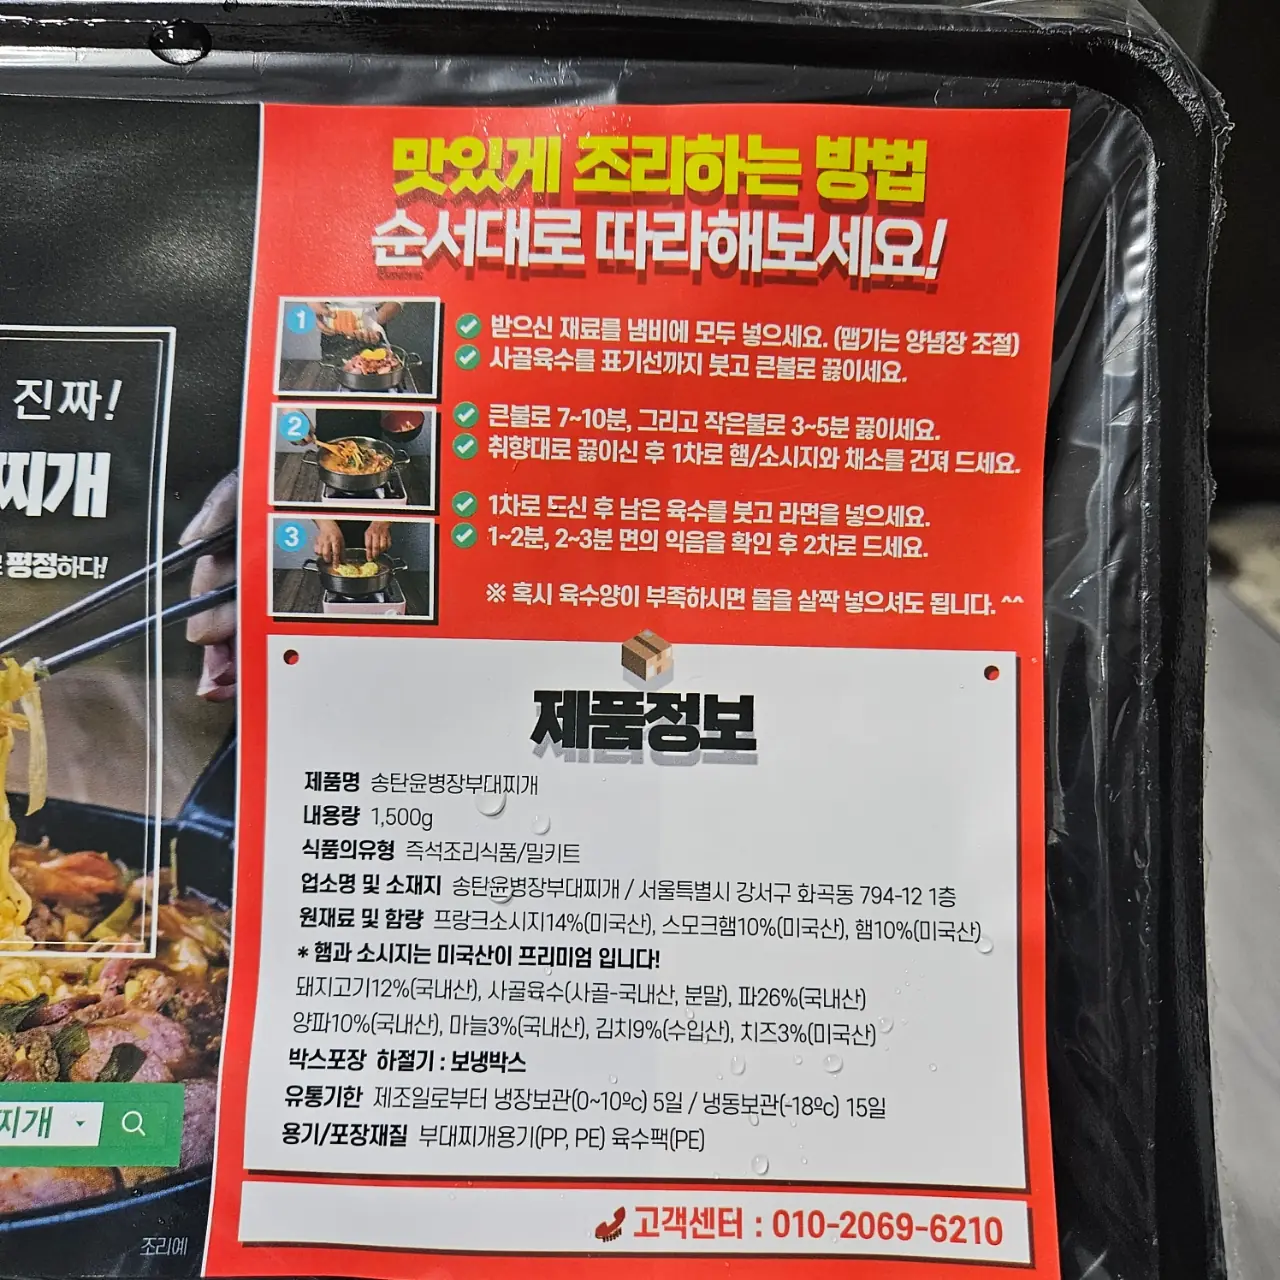 진짜!
찌개
평정하다!
찌개
조리예
맛있게 조리하는 방법
순서대로 따라해보세요!
1
받으신 재료를 냄비에 모두 넣으세요. (맵기는 양념장 조절)
사골육수를 표기선까지 붓고 큰불로 끓이세요.
2
큰불로 7~10분, 그리고 작은불로 3~5분 끓이세요.
취향대로 끓이신 후 1차로 햄/소시지와 채소를 건져 드세요.
3
1차로 드신 후 남은 육수를 붓고 라면을 넣으세요.
1~2분, 2~3분 면의 익음을 확인 후 2차로 드세요.
※ 혹시 육수양이 부족하시면 물을 살짝 넣으셔도 됩니다. ^^
제품정보
제품명 송탄윤병장부대찌개
내용량 1,500g
식품의유형 즉석조리식품/밀키트
업소명 및 소재지 송탄윤병장부대찌개 / 서울특별시 강서구 화곡동 794-12 1층
원재료 및 함량 프랑크소시지14%(미국산), 스모크햄10%(미국산), 햄10%(미국산)
* 햄과 소시지는 미국산이 프리미엄 입니다!
돼지고기12%(국내산), 사골육수(사골-국내산, 분말), 파26%(국내산)
양파10%(국내산), 마늘3%(국내산), 김치9%(수입산), 치즈3%(미국산)
박스포장 하절기 : 보냉박스
유통기한 제조일로부터 냉장보관(0~10ºc) 5일 / 냉동보관(-18ºc) 15일
용기/포장재질 부대찌개용기(PP, PE) 육수팩(PE)
고객센터 : 010-2069-6210